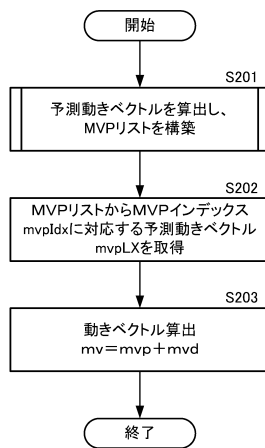 開始
S201
予測動きベクトルを算出し、
MVPリストを構築
S202
MVPリストからMVPインデックス
mvpIdxに対応する予測動きベクトル
mvpLXを取得
S203
動きベクトル算出
mv=mvp+mvd
終了